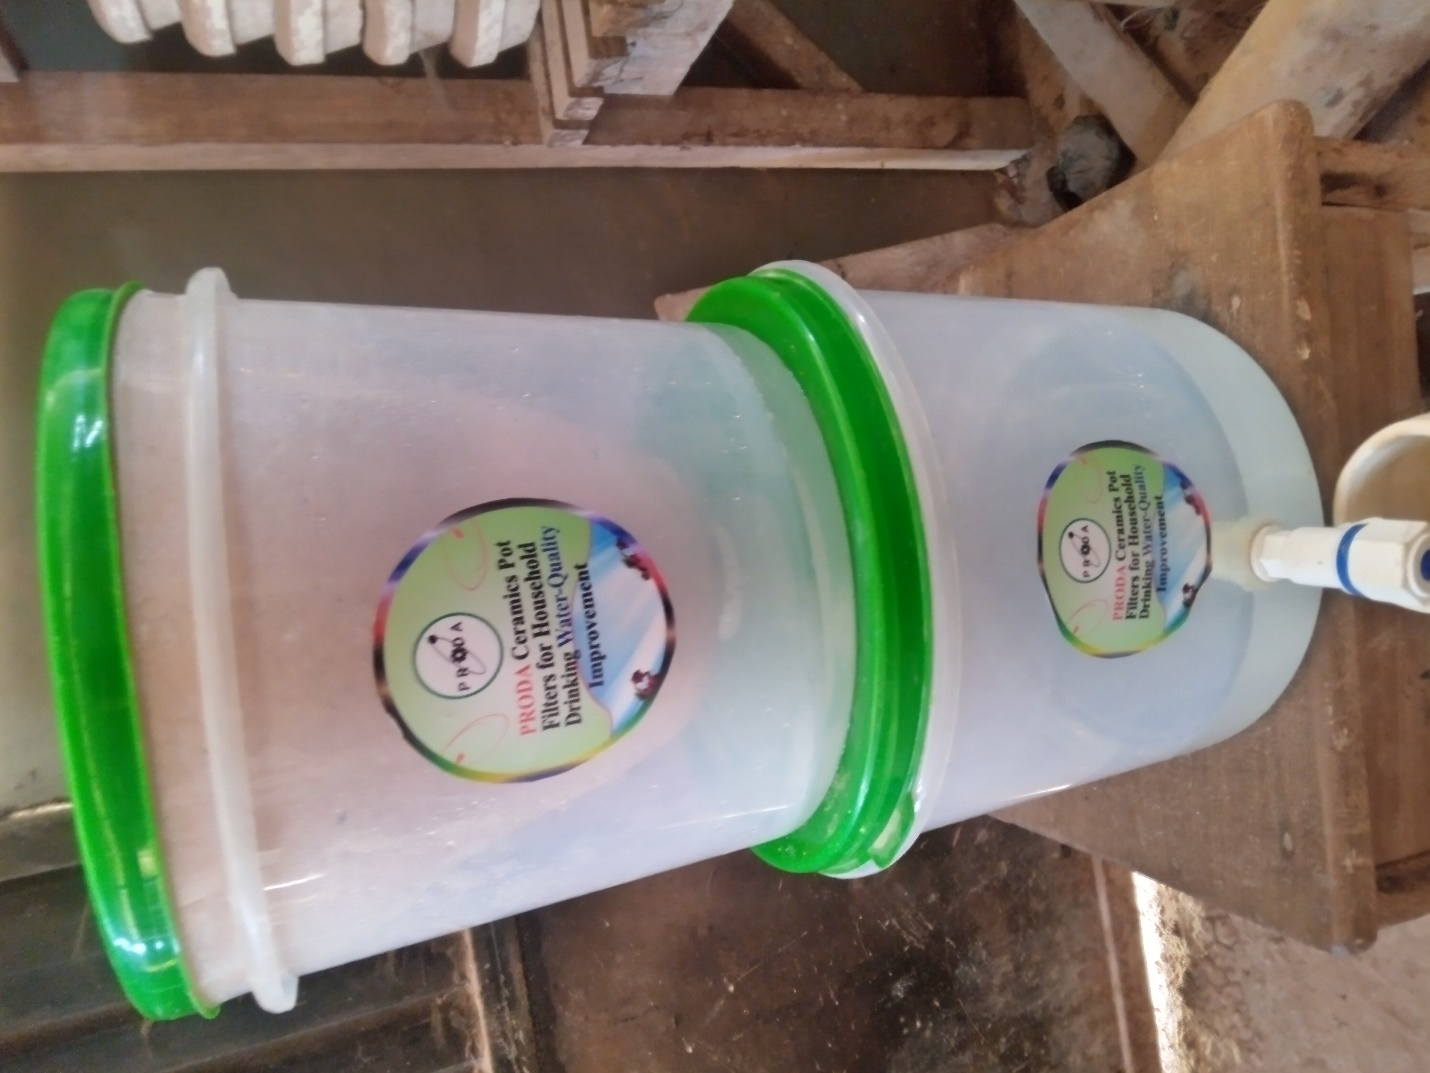 PRODA
PRODA Ceramics Pot
Filters for Household
Drinking Water-Quality
Improvement
PRODA
PRODA Ceramics Pot
Filters for Household
Drinking Water-Quality
Improvement